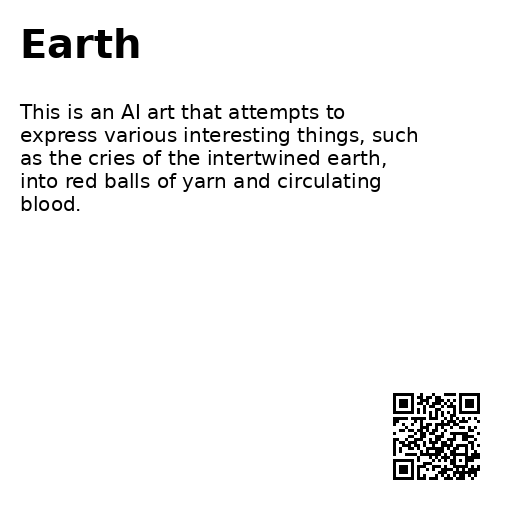 Earth
This is an AI art that attempts to
express various interesting things, such
as the cries of the intertwined earth,
into red balls of yarn and circulating
blood.